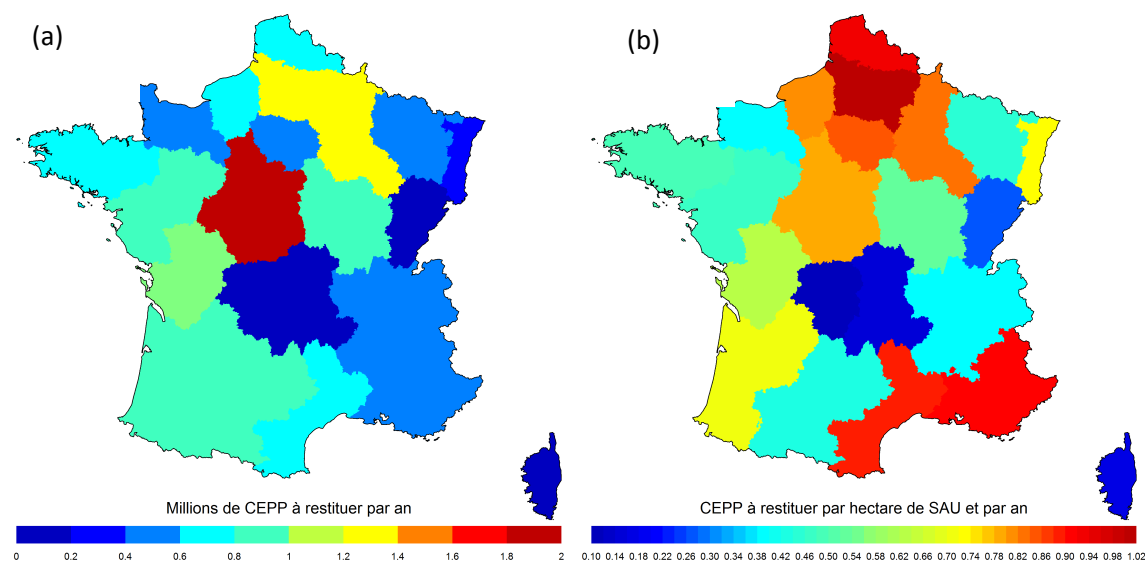 (a)
(b)
Millions de CEPP à restituer par an
0 0.2 0.4 0.6 0.8 1 1.2 1.4 1.6 1.8 2
CEPP à restituer par hectare de SAU et par an
0.10 0.14 0.18 0.22 0.26 0.30 0.34 0.38 0.42 0.46 0.50 0.54 0.58 0.62 0.66 0.70 0.74 0.78 0.82 0.86 0.90 0.94 0.98 1.02